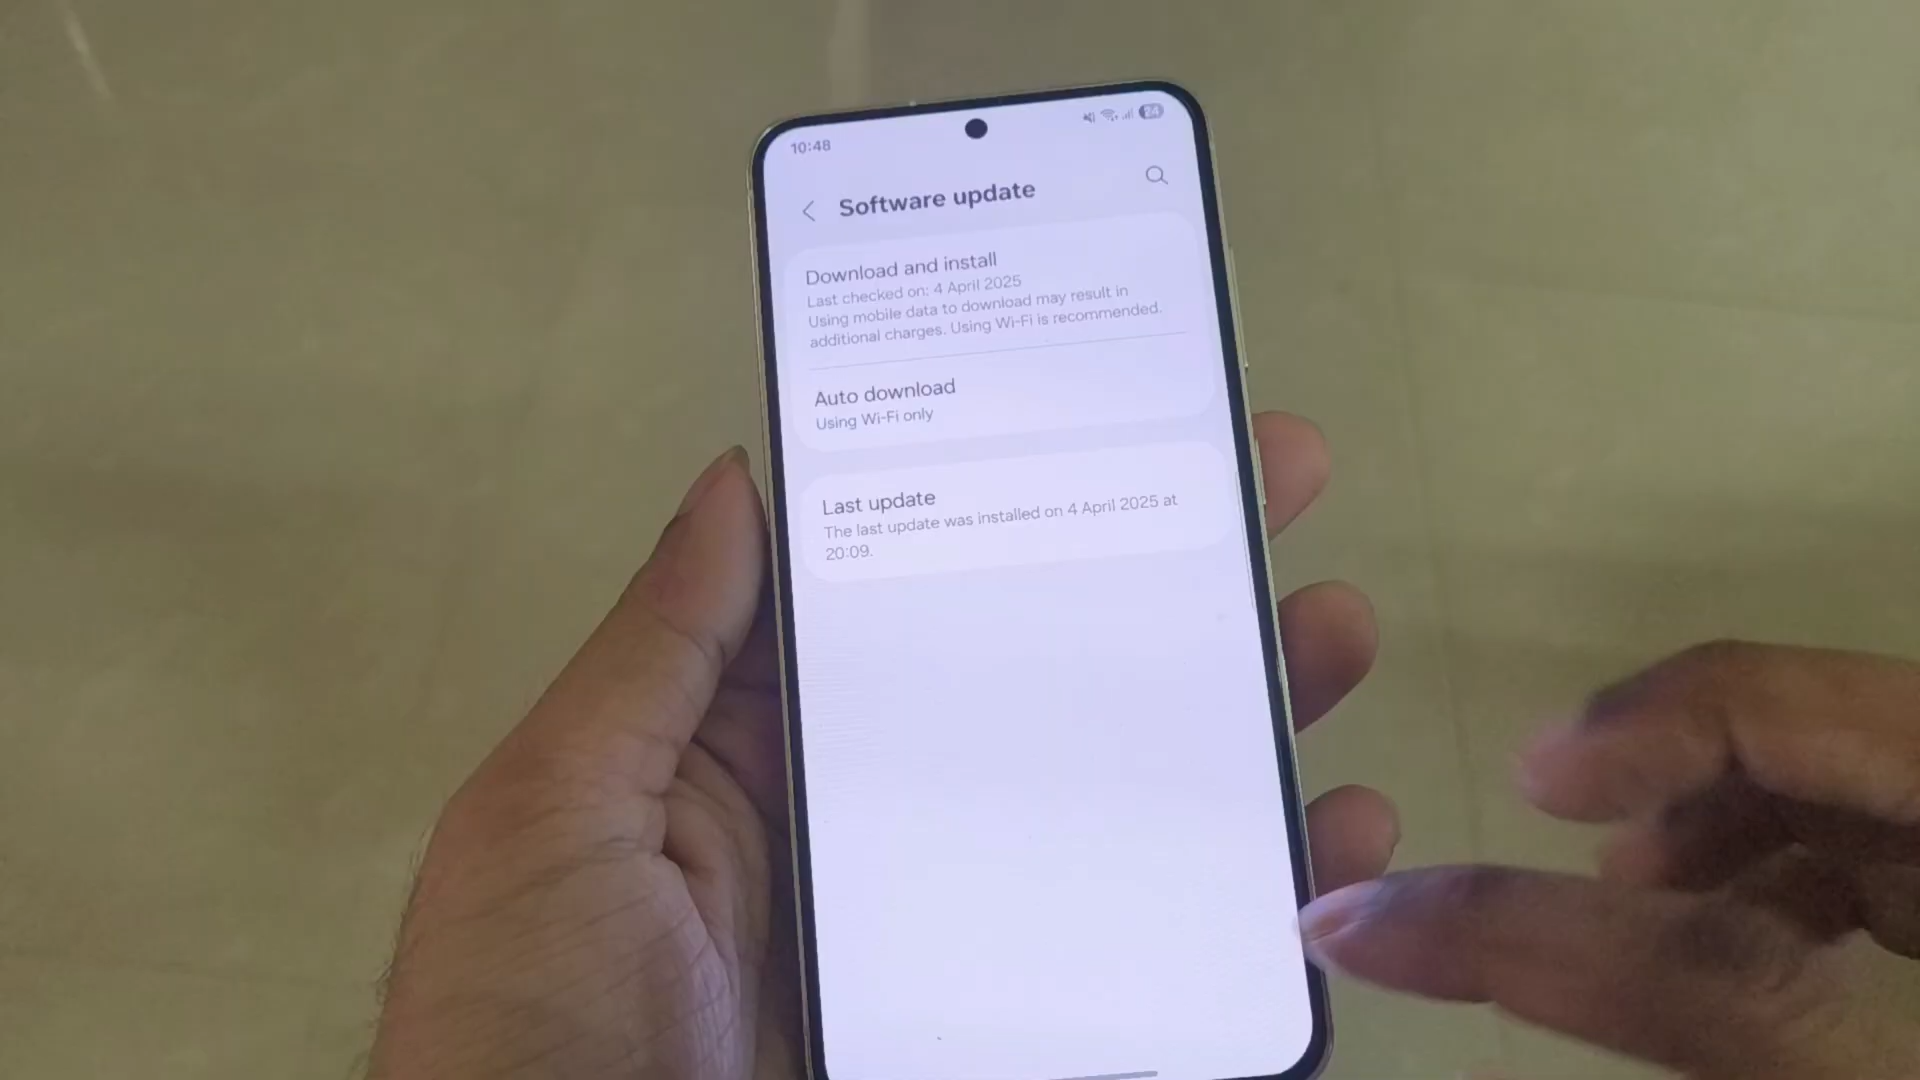 10:48
24
Software update
Download and install
Last checked on: 4 April 2025
Using mobile data to download may result in
additional charges. Using Wi-Fi is recommended.
Auto download
Using Wi-Fi only
Last update
The last update was installed on 4 April 2025 at
20:09.